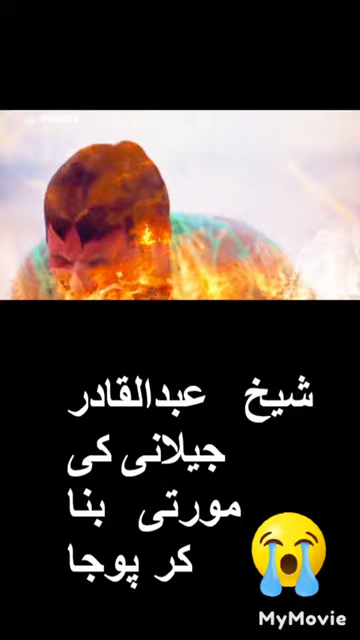 شیخ عبدالقادر
جیلانی کی
مورتی بنا
کر پوجا
MyMovie